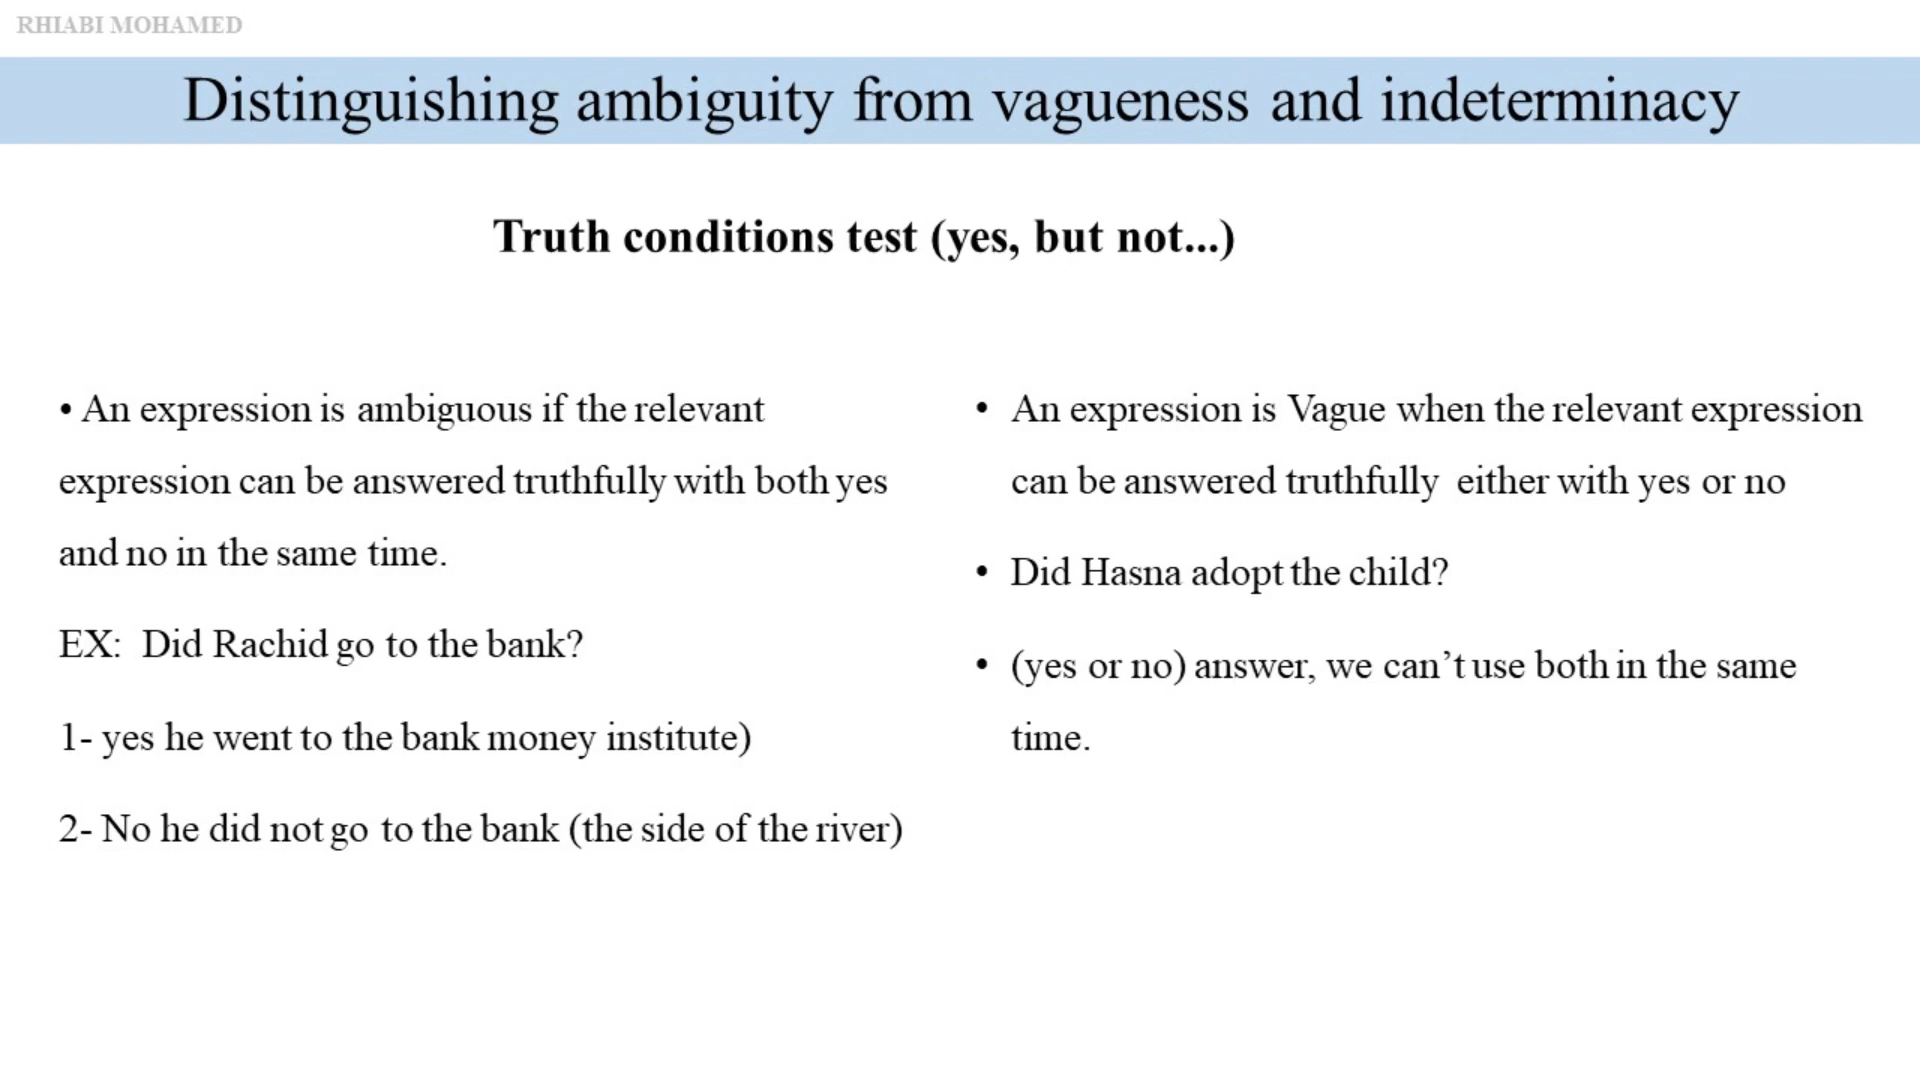 RHIABI MOHAMED
Distinguishing ambiguity from vagueness and indeterminacy
Truth conditions test (yes, but not...)
• An expression is ambiguous if the relevant
expression can be answered truthfully with both yes
and no in the same time.
EX: Did Rachid go to the bank?
1- yes he went to the bank money institute)
2- No he did not go to the bank (the side of the river)
• An expression is Vague when the relevant expression
can be answered truthfully either with yes or no
• Did Hasna adopt the child?
• (yes or no) answer, we can’t use both in the same
time.